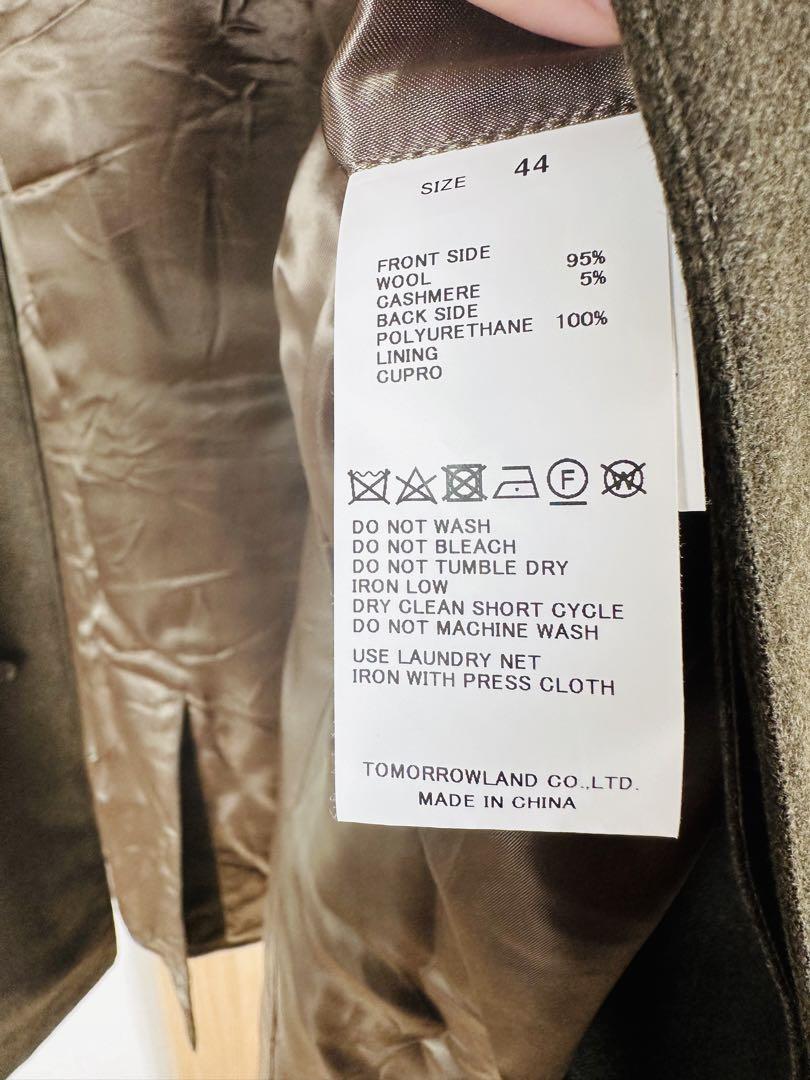 SIZE 44
FRONT SIDE
WOOL 95%
CASHMERE 5%
BACK SIDE
POLYURETHANE 100%
LINING
CUPRO
F
W
DO NOT WASH
DO NOT BLEACH
DO NOT TUMBLE DRY
IRON LOW
DRY CLEAN SHORT CYCLE
DO NOT MACHINE WASH
USE LAUNDRY NET
IRON WITH PRESS CLOTH
TOMORROWLAND CO.,LTD.
MADE IN CHINA